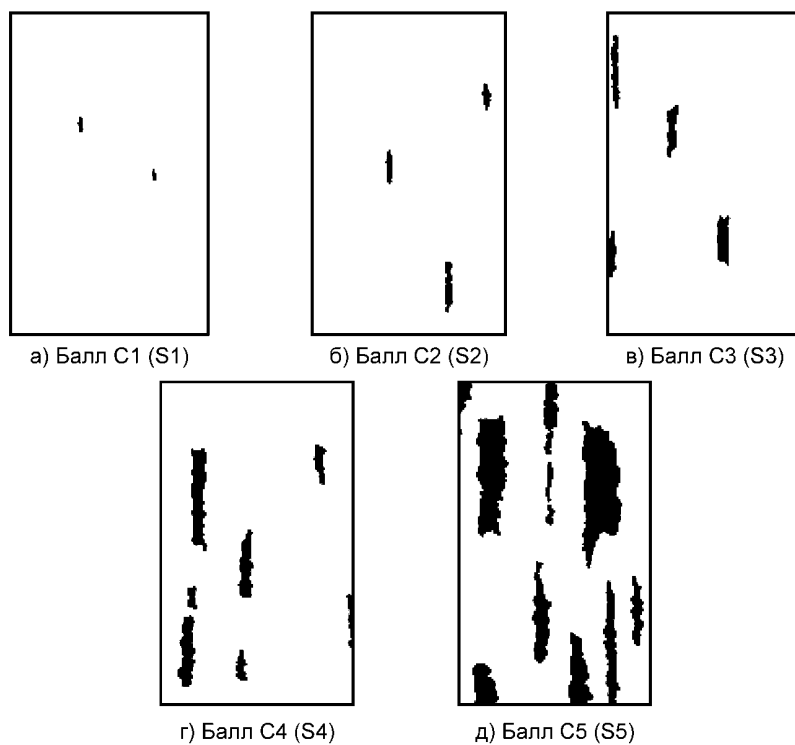 а) Балл С1 (S1)
б) Балл С2 (S2)
в) Балл С3 (S3)
г) Балл С4 (S4)
д) Балл С5 (S5)